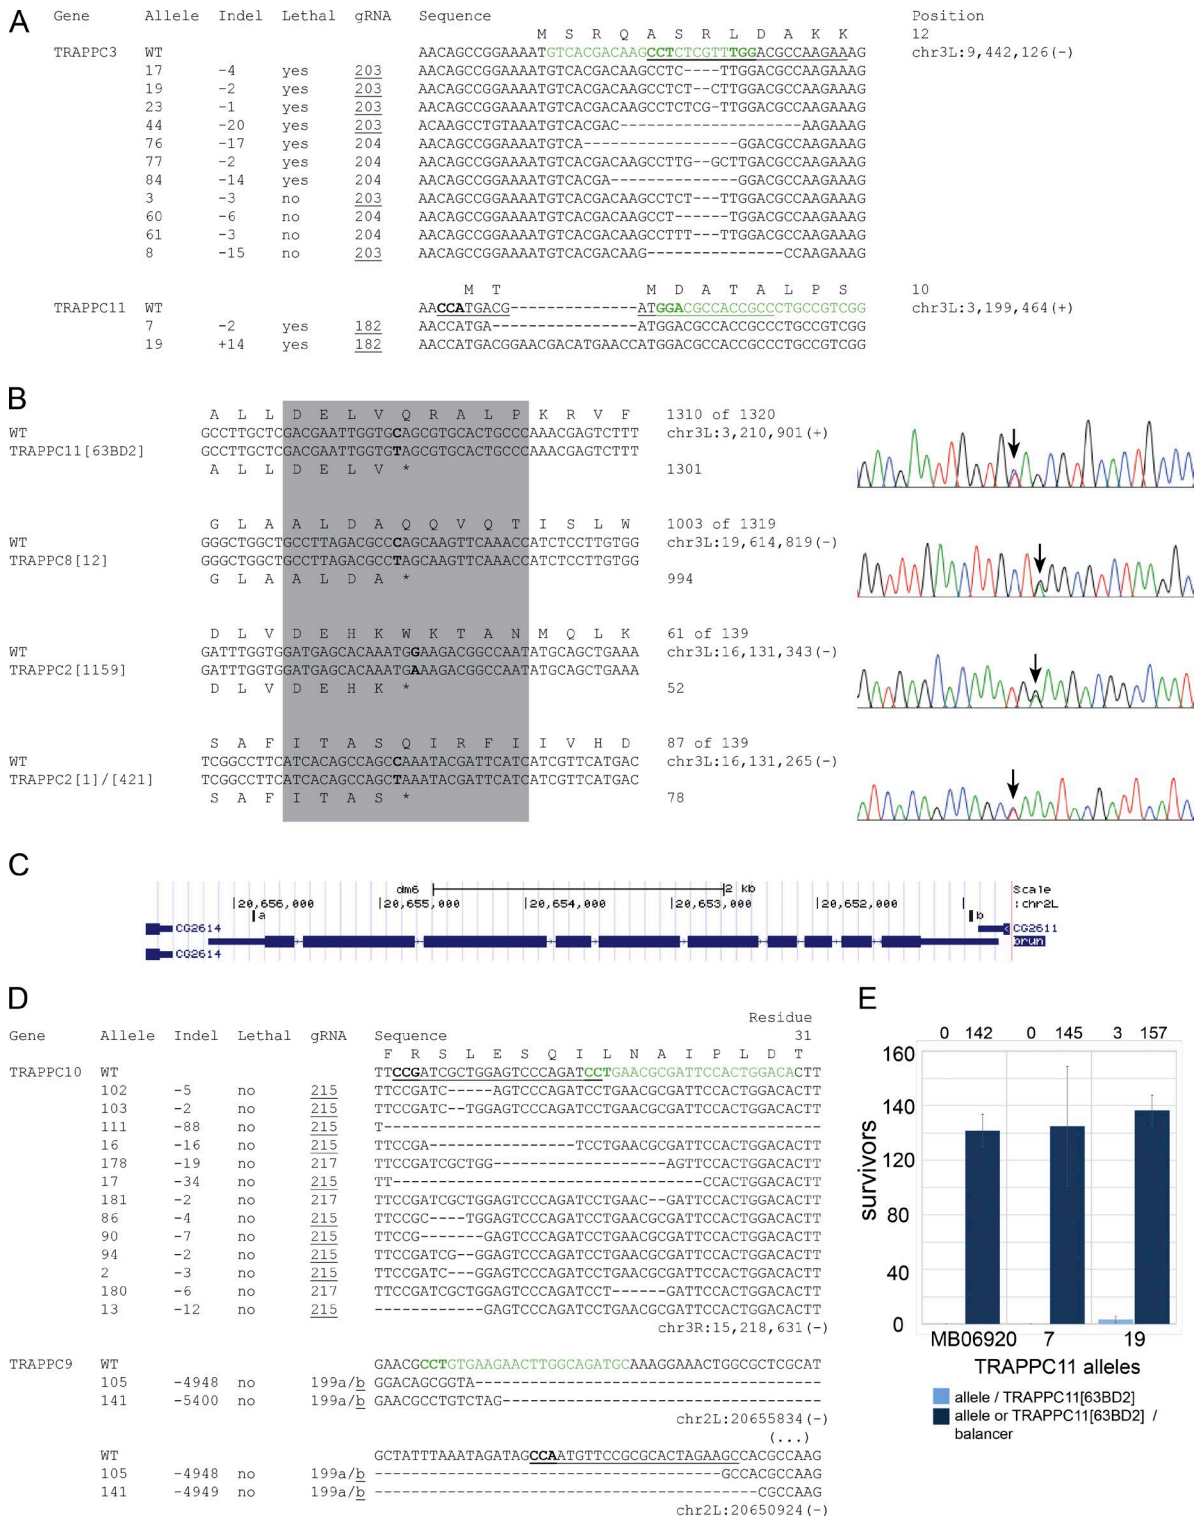 A
Gene Allele Indel Lethal gRNA Sequence Position
M S R Q A S R L D A K K 12
TRAPPC3 WT AACAGCCGGAAAATGTCACGACAAGCCTCTCGTTTGGACGCCAAGAAAG chr3L:9,442,126(-)
17 -4 yes 203 AACAGCCGGAAAATGTCACGACAAGCCTC----TTGGACGCCAAGAAAG
19 -2 yes 203 AACAGCCGGAAAATGTCACGACAAGCCTCT--CTTGGACGCCAAGAAAG
23 -1 yes 203 AACAGCCGGAAAATGTCACGACAAGCCTCTCG-TTGGACGCCAAGAAAG
44 -20 yes 203 ACAAGCCTGTAAATGTCACGAC--------------------AAGAAAG
76 -17 yes 204 AACAGCCGGAAAATGTCA-----------------GGACGCCAAGAAAG
77 -2 yes 204 AACAGCCGGAAAATGTCACGACAAGCCTTG--GCTTGACGCCAAGAAAG
84 -14 yes 204 AACAGCCGGAAAATGTCACGA--------------GGACGCCAAGAAAG
3 -3 no 203 AACAGCCGGAAAATGTCACGACAAGCCTCT---TTGGACGCCAAGAAAG
60 -6 no 204 AACAGCCGGAAAATGTCACGACAAGCCT------TTGGACGCCAAGAAAG
61 -3 no 204 AACAGCCGGAAAATGTCACGACAAGCCTTT---TTGGACGCCAAGAAAG
8 -15 no 203 AACAGCCGGAAAATGTCACGACAAG---------------CCAAGAAAG
M T M D A T A L P S 10
TRAPPC11 WT AACCATGACG--------------ATGGACGCCACCGCCCTGCCGTCGG chr3L:3,199,464(+)
7 -2 yes 182 AACCATGA----------------ATGGACGCCACCGCCCTGCCGTCGG
19 +14 yes 182 AACCATGACGGAACGACATGAACCATGGACGCCACCGCCCTGCCGTCGG
B
A L L D E L V Q R A L P K R V F 1310 of 1320
WT GCCTTGCTCGACGAATTGGTGCAGCGTGCACTGCCCAAACGAGTCTTT chr3L:3,210,901(+)
TRAPPC11[63BD2] GCCTTGCTCGACGAATTGGTGTAGCGTGCACTGCCCAAACGAGTCTTT
A L L D E L V * 1301
G L A A L D A Q Q V Q T I S L W 1003 of 1319
WT GGGCTGGCTGCCTTAGACGCCCAGCAAGTTCAAACCATCTCCTTGTGG chr3L:19,614,819(-)
TRAPPC8[12] GGGCTGGCTGCCTTAGACGCCTAGCAAGTTCAAACCATCTCCTTGTGG
G L A A L D A * 994
D L V D E H K W K T A N M Q L K 61 of 139
WT GATTTGGTGGATGAGCACAAATGGAAGACGGCCAATATGCAGCTGAAA chr3L:16,131,343(-)
TRAPPC2[1159] GATTTGGTGGATGAGCACAAATGAAAGACGGCCAATATGCAGCTGAAA
D L V D E H K * 52
S A F I T A S Q I R F I I V H D 87 of 139
WT TCGGCCTTCATCACAGCCAGCCAAATACGATTCATCATCGTTCATGAC chr3L:16,131,265(-)
TRAPPC2[1]/[421] TCGGCCTTCATCACAGCCAGCTAAATACGATTCATCATCGTTCATGAC
S A F I T A S * 78
C
dm6 2 kb Scale
20,656,000 20,655,000 20,654,000 20,653,000 20,652,000 :chr2L
a b
CG2614 CG2611
brun
CG2614
D
Residue
Gene Allele Indel Lethal gRNA Sequence 31
F R S L E S Q I L N A I P L D T
TRAPPC10 WT TTCCGATCGCTGGAGTCCCAGATCCTGAACGCGATTCCACTGGACACTT
102 -5 no 215 TTCCGATC-----AGTCCCAGATCCTGAACGCGATTCCACTGGACACTT
103 -2 no 215 TTCCGATC--TGGAGTCCCAGATCCTGAACGCGATTCCACTGGACACTT
111 -88 no 215 T------------------------------------------------
16 -16 no 215 TTCCGA----------------TCCTGAACGCGATTCCACTGGACACTT
178 -19 no 217 TTCCGATCGCTGG-------------------AGTTCCACTGGACACTT
17 -34 no 215 TT----------------------------------CCACTGGACACTT
181 -2 no 217 TTCCGATCGCTGGAGTCCCAGATCCTGAAC--GATTCCACTGGACACTT
86 -4 no 215 TTCCGC----TGGAGTCCCAGATCCTGAACGCGATTCCACTGGACACTT
90 -7 no 215 TTCCG-------GAGTCCCAGATCCTGAACGCGATTCCACTGGACACTT
94 -2 no 215 TTCCGATCG--GGAGTCCCAGATCCTGAACGCGATTCCACTGGACACTT
2 -3 no 215 TTCCGATC---GGAGTCCCAGATCCTGAACGCGATTCCACTGGACACTT
180 -6 no 217 TTCCGATCGCTGGAGTCCCAGATCCT------GATTCCACTGGACACTT
13 -12 no 215 ------------GAGTCCCAGATCCTGAACGCGATTCCACTGGACACTT
chr3R:15,218,631(-)
TRAPPC9 WT GAACGCCTGTGAAGAACTTGGCAGATGCAAAGGAAACTGGCGCTCGCAT
105 -4948 no 199a/b GGACAGCGGTA--------------------------------------
141 -5400 no 199a/b GAACGCCTGTCTAG-----------------------------------
chr2L:20655834(-)
(...)
WT GCTATTTAAATAGATAGCCAATGTTCCGCGCACTAGAAGCCACGCCAAG
105 -4948 no 199a/b --------------------------------------GCCACGCCAAG
141 -4949 no 199a/b ------------------------------------------CGCCAAG
chr2L:20650924(-)
E
0 142 0 145 3 157
160
140
120
80
40
0
survivors
MB06920 7 19
TRAPPC11 alleles
allele / TRAPPC11[63BD2]
allele or TRAPPC11[63BD2] /
balancer